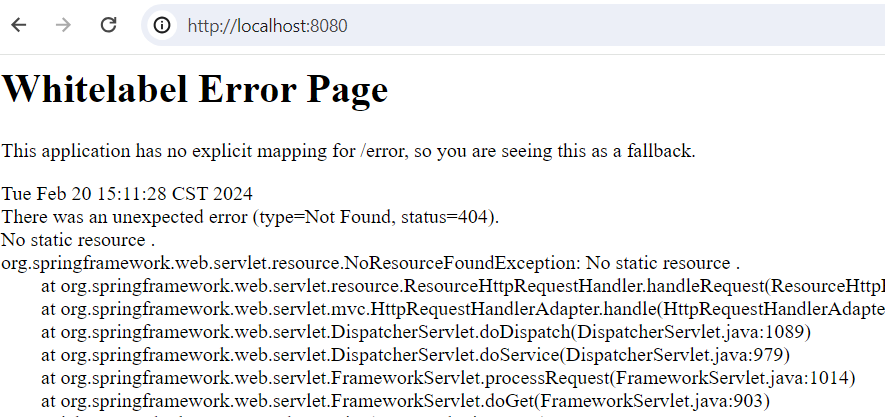 http://localhost:8080
Whitelabel Error Page
This application has no explicit mapping for /error, so you are seeing this as a fallback.
Tue Feb 20 15:11:28 CST 2024
There was an unexpected error (type=Not Found, status=404).
No static resource .
org.springframework.web.servlet.resource.NoResourceFoundException: No static resource .
at org.springframework.web.servlet.resource.ResourceHttpRequestHandler.handleRequest(ResourceHttpI
at org.springframework.web.servlet.mvc.HttpRequestHandlerAdapter.handle(HttpRequestHandlerAdapte
at org.springframework.web.servlet.DispatcherServlet.doDispatch(DispatcherServlet.java:1089)
at org.springframework.web.servlet.DispatcherServlet.doService(DispatcherServlet.java:979)
at org.springframework.web.servlet.FrameworkServlet.processRequest(FrameworkServlet.java:1014)
at org.springframework.web.servlet.FrameworkServlet.doGet(FrameworkServlet.java:903)